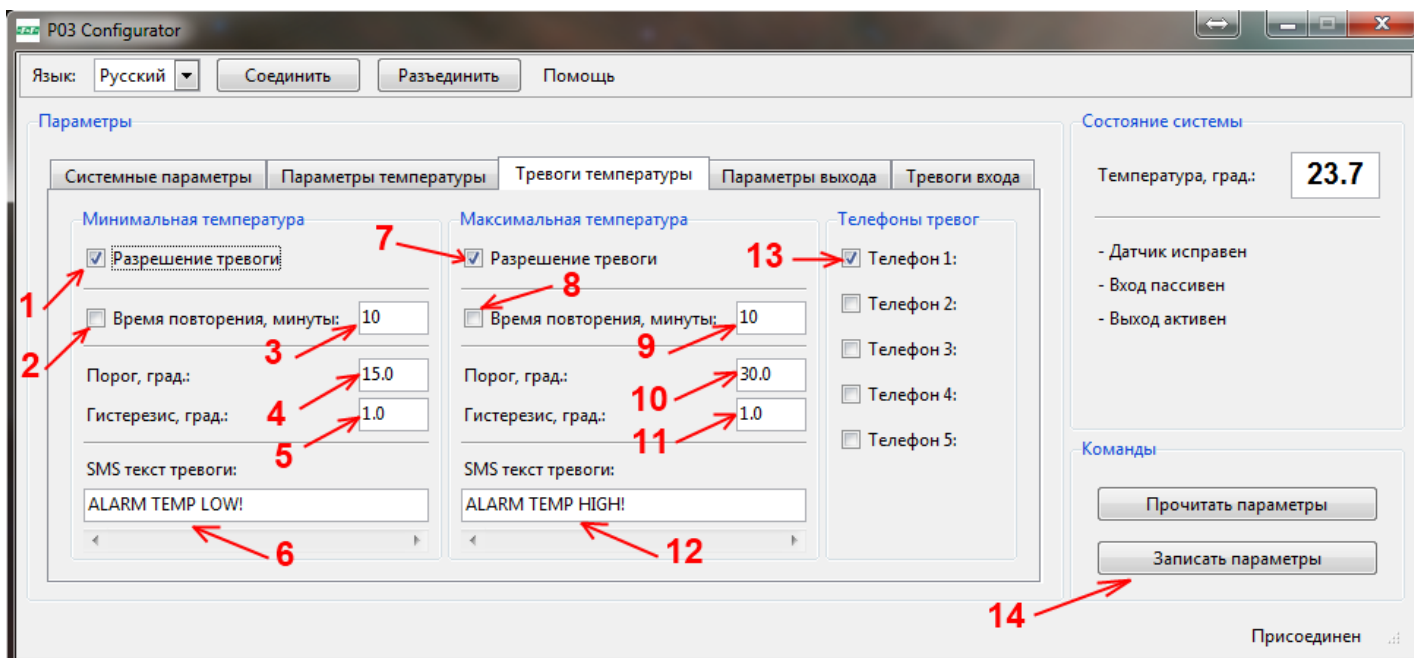 P03 Configurator
Язык: Русский Соединить Разъединить Помощь
Параметры
Системные параметры Параметры температуры Тревоги температуры Параметры выхода Тревоги входа
Минимальная температура
1
Разрешение тревоги
2
Время повторения, минуты: 10
3
Порог, град.: 15.0
4
Гистерезис, град.: 1.0
5
SMS текст тревоги:
ALARM TEMP LOW!
6
Максимальная температура
7
Разрешение тревоги
8
Время повторения, минуты: 10
9
Порог, град.: 30.0
10
Гистерезис, град.: 1.0
11
SMS текст тревоги:
ALARM TEMP HIGH!
12
Телефоны тревог
13
Телефон 1:
Телефон 2:
Телефон 3:
Телефон 4:
Телефон 5:
Состояние системы
Температура, град.: 23.7
- Датчик исправен
- Вход пассивен
- Выход активен
Команды
Прочитать параметры
Записать параметры
14
Присоединен